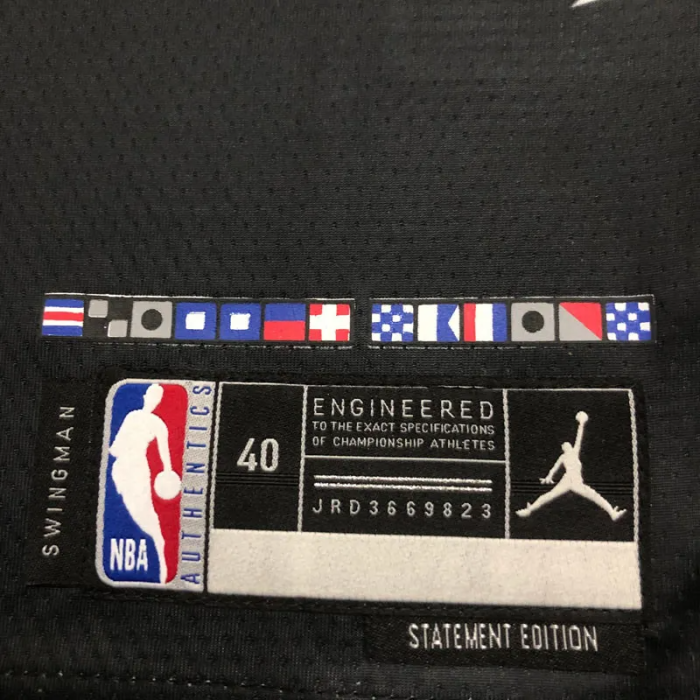 SWINGMAN
NBA
AUTHENTICS
40
ENGINEERED
TO THE EXACT SPECIFICATIONS
OF CHAMPIONSHIP ATHLETES
JRD3669823
STATEMENT EDITION